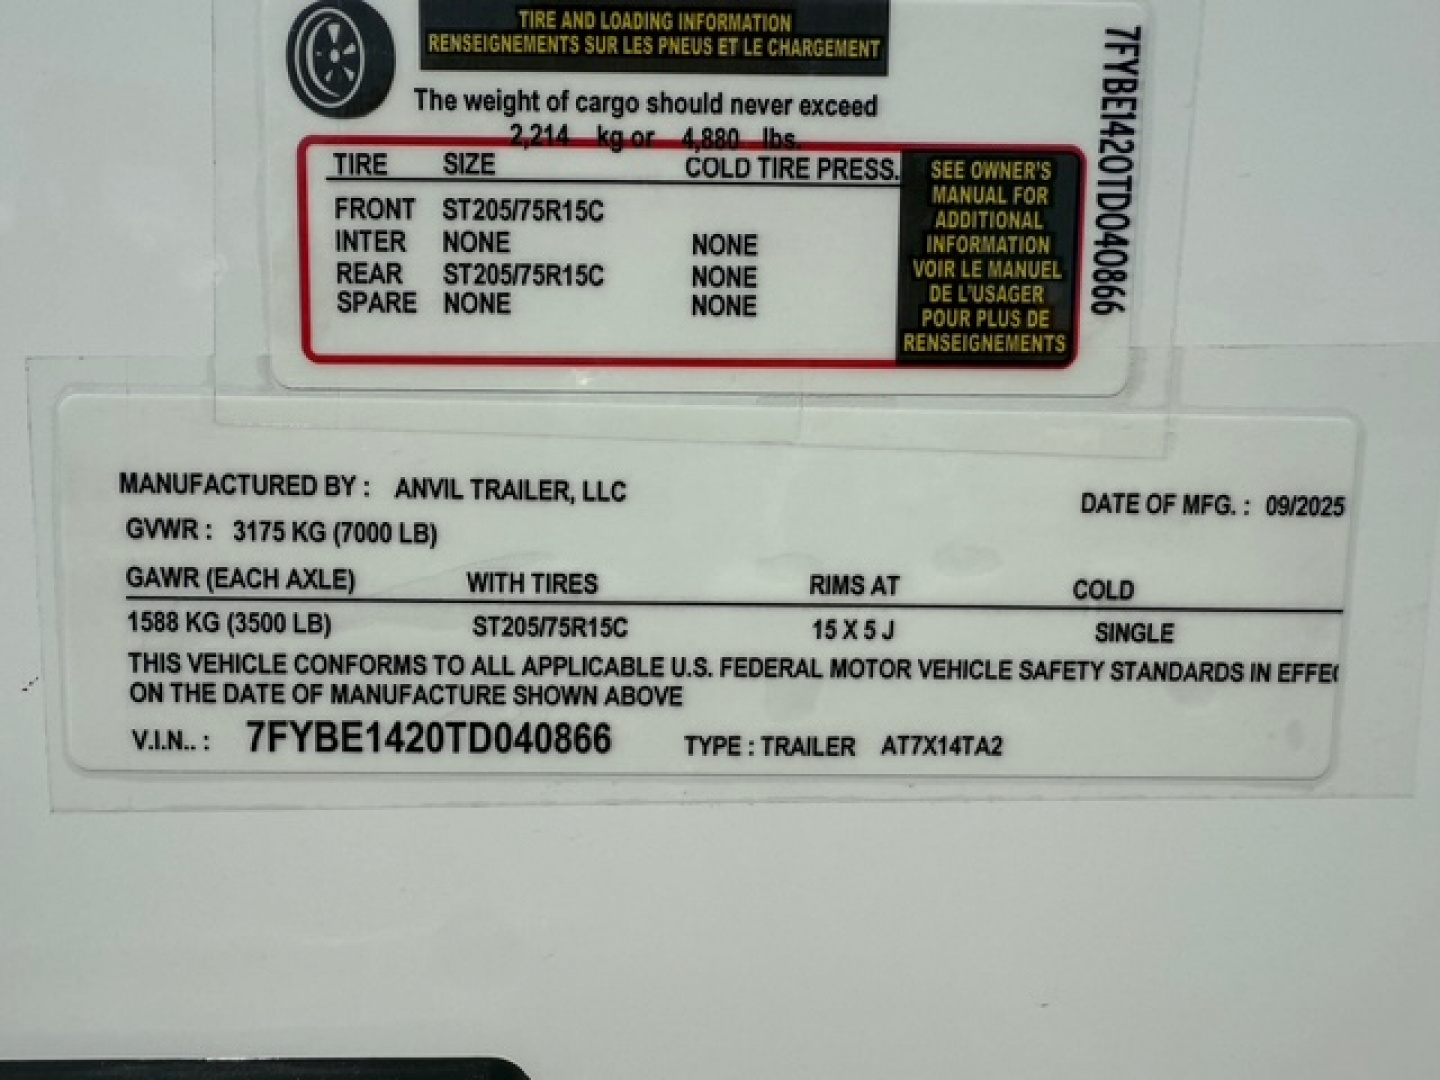 TIRE AND LOADING INFORMATION
RENSEIGNEMENTS SUR LES PNEUS ET LE CHARGEMENT
The weight of cargo should never exceed
2,214 kg or 4,880 lbs.
TIRE SIZE COLD TIRE PRESS.
FRONT ST205/75R15C
INTER NONE NONE
REAR ST205/75R15C NONE
SPARE NONE NONE
SEE OWNER'S
MANUAL FOR
ADDITIONAL
INFORMATION
VOIR LE MANUEL
DE L'USAGER
POUR PLUS DE
RENSEIGNEMENTS
7FYBE1420TD040866
MANUFACTURED BY : ANVIL TRAILER, LLC DATE OF MFG. : 09/2025
GVWR : 3175 KG (7000 LB)
GAWR (EACH AXLE) WITH TIRES RIMS AT COLD
1588 KG (3500 LB) ST205/75R15C 15 X 5 J SINGLE
THIS VEHICLE CONFORMS TO ALL APPLICABLE U.S. FEDERAL MOTOR VEHICLE SAFETY STANDARDS IN EFFEC
ON THE DATE OF MANUFACTURE SHOWN ABOVE
V.I.N.. : 7FYBE1420TD040866 TYPE : TRAILER AT7X14TA2